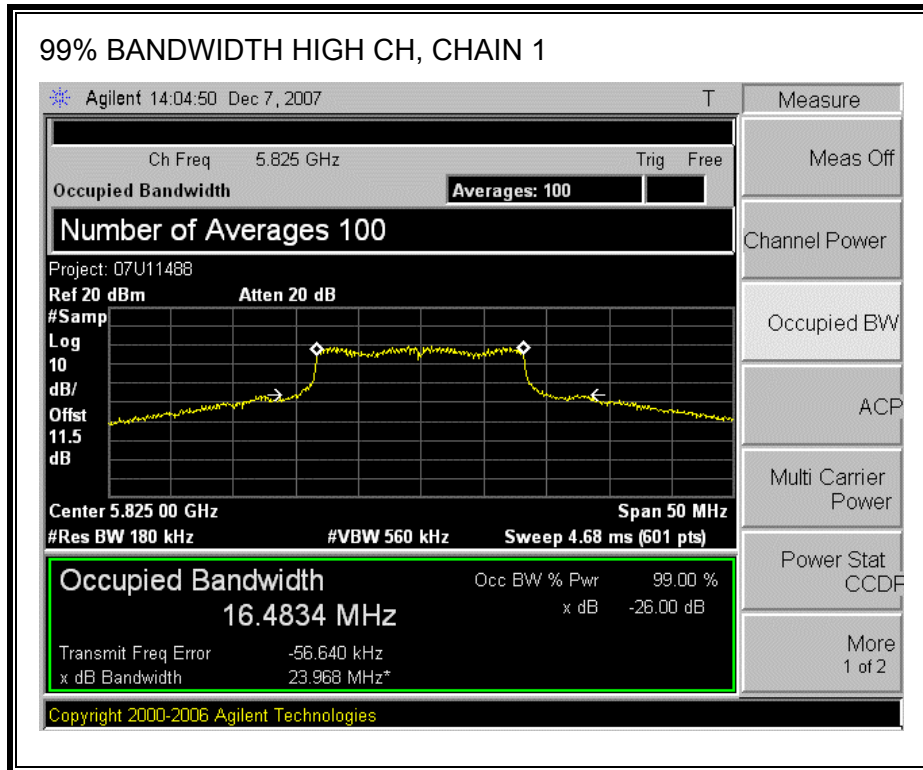 99% BANDWIDTH HIGH CH, CHAIN 1
Agilent 14:04:50 Dec 7, 2007 T
Measure
Ch Freq 5.825 GHz Trig Free
Occupied Bandwidth Averages: 100
Meas Off
Number of Averages 100
Channel Power
Project: 07U11488
Ref 20 dBm Atten 20 dB
#Samp
Log
10
dB/
Offst
11.5
dB
Occupied BW
ACP
Center 5.825 00 GHz Span 50 MHz
#Res BW 180 kHz #VBW 560 kHz Sweep 4.68 ms (601 pts)
Multi Carrier
Power
Occupied Bandwidth Occ BW % Pwr 99.00 %
16.4834 MHz x dB -26.00 dB
Power Stat
CCDF
Transmit Freq Error -56.640 kHz
x dB Bandwidth 23.968 MHz*
More
1 of 2
Copyright 2000-2006 Agilent Technologies